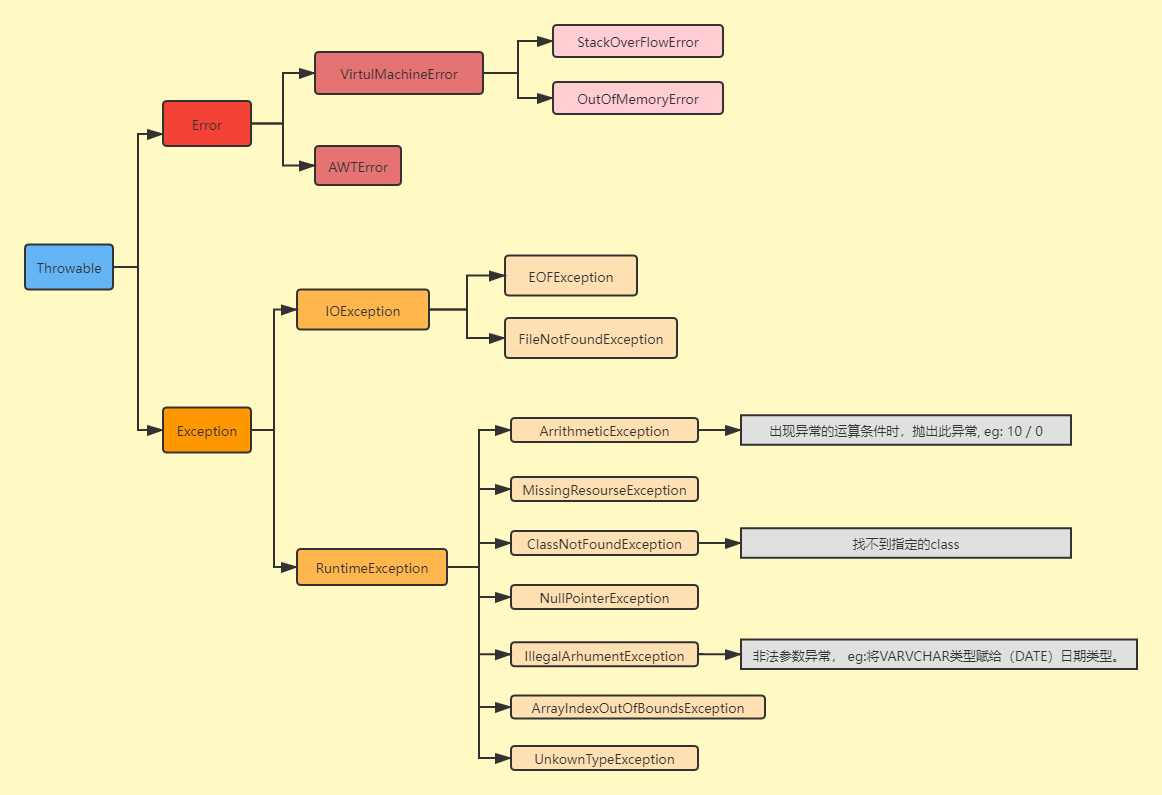 Throwable
Error
VirtulMachineError
StackOverFlowError
OutOfMemoryError
AWTError
Exception
IOException
EOFException
FileNotFoundException
RuntimeException
ArrithmeticException
出现异常的运算条件时，抛出此异常, eg: 10 / 0
MissingResourseException
ClassNotFoundException
找不到指定的class
NullPointerException
IllegalArhumentException
非法参数异常， eg:将VARVCHAR类型赋给（DATE）日期类型。
ArrayIndexOutOfBoundsException
UnkownTypeException